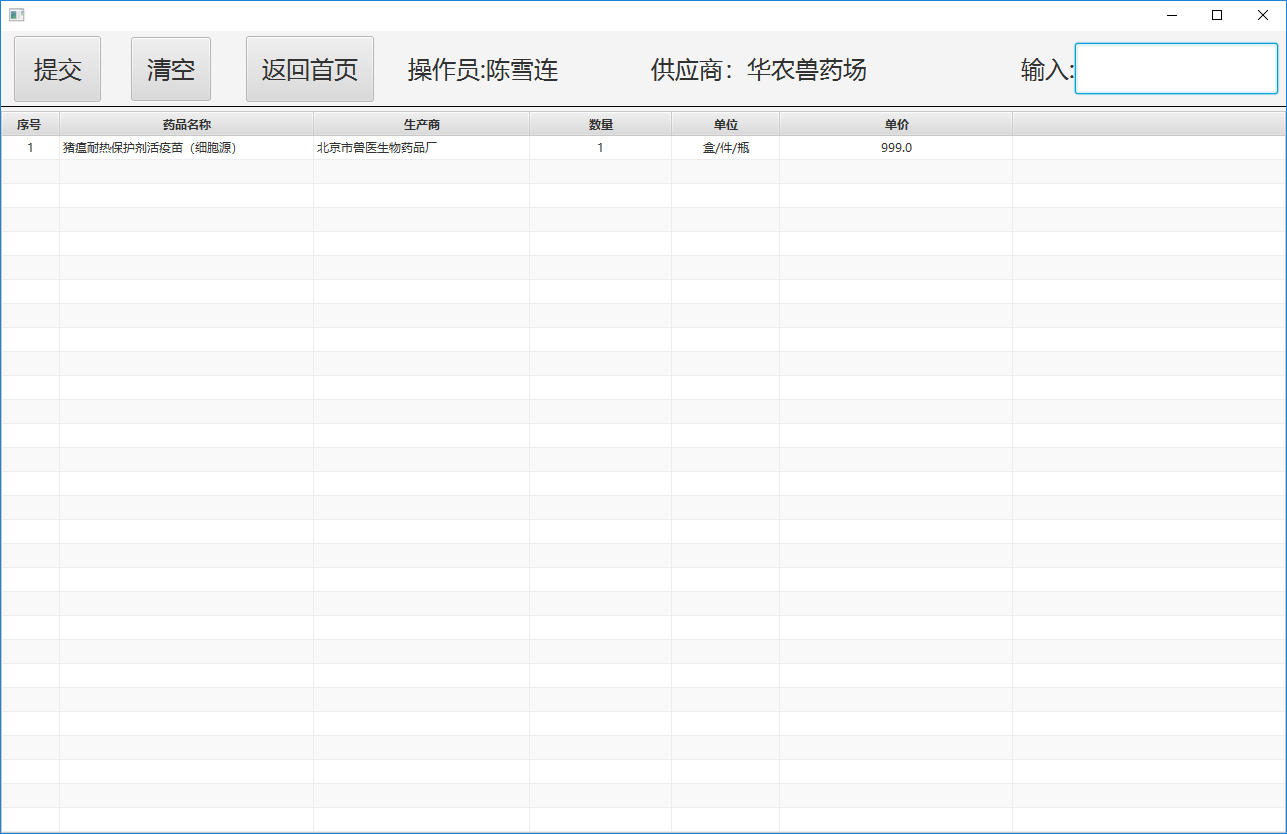 提交 清空 返回首页 操作员:陈雪连 供应商：华农兽药场 输入:
序号 药品名称 生产商 数量 单位 单价
1 猪瘟耐热保护剂活疫苗（细胞源） 北京市兽医生物药品厂 1 盒/件/瓶 999.0